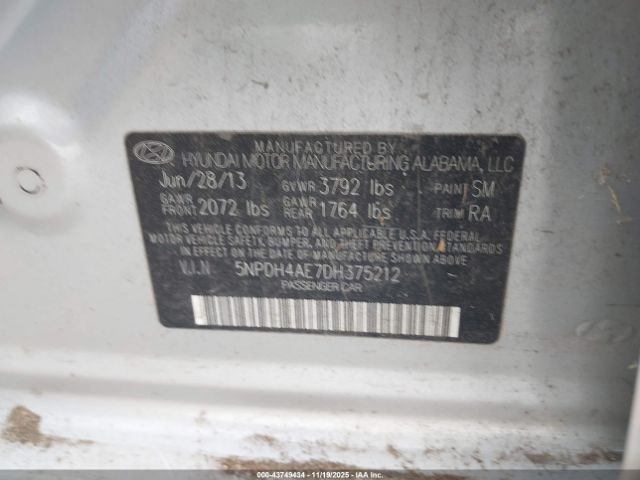 MANUFACTURED BY
HYUNDAI MOTOR MANUFACTURING ALABAMA, LLC
Jun/28/13 GVWR 3792 lbs PAINT SM
GAWR FRONT 2072 lbs GAWR REAR 1764 lbs TRIM RA
THIS VEHICLE CONFORMS TO ALL APPLICABLE U.S.A. FEDERAL
MOTOR VEHICLE SAFETY, BUMPER, AND THEFT PREVENTION STANDARDS
IN EFFECT ON THE DATE OF MANUFACTURE SHOWN ABOVE.
V.I.N 5NPDH4AE7DH375212
PASSENGER CAR
000-43749434 - 11/19/2025 - IAA Inc.